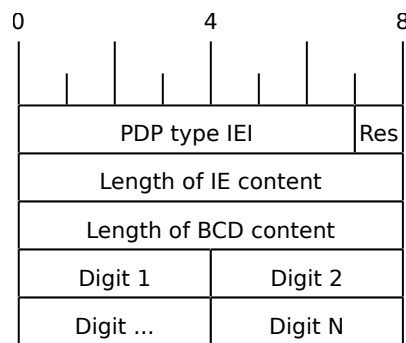 0 4 8
PDP type IEI Res
Length of IE content
Length of BCD content
Digit 1 Digit 2
Digit ... Digit N